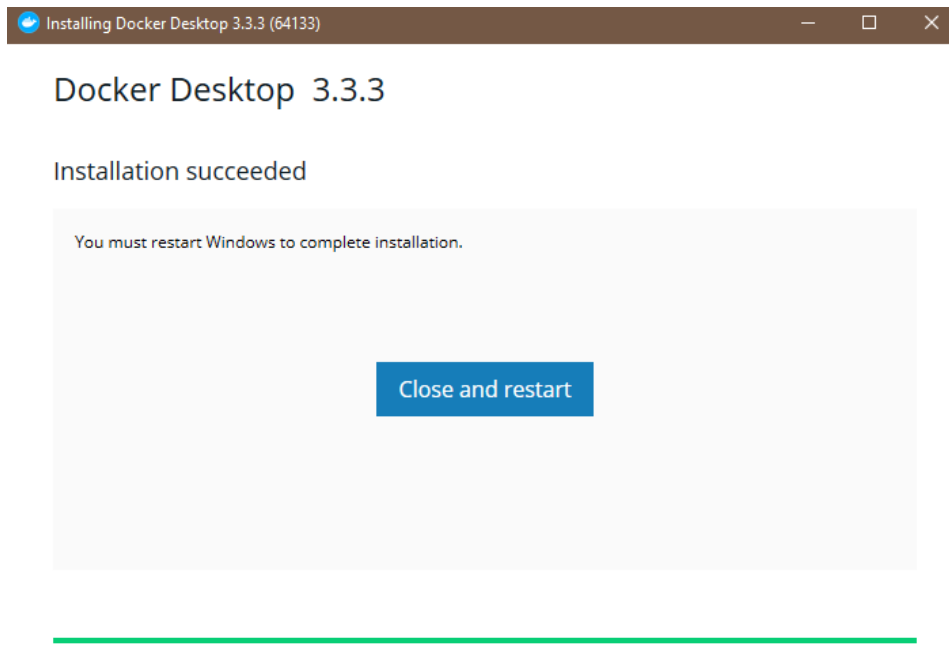 Installing Docker Desktop 3.3.3 (64133)
Docker Desktop 3.3.3
Installation succeeded
You must restart Windows to complete installation.
Close and restart